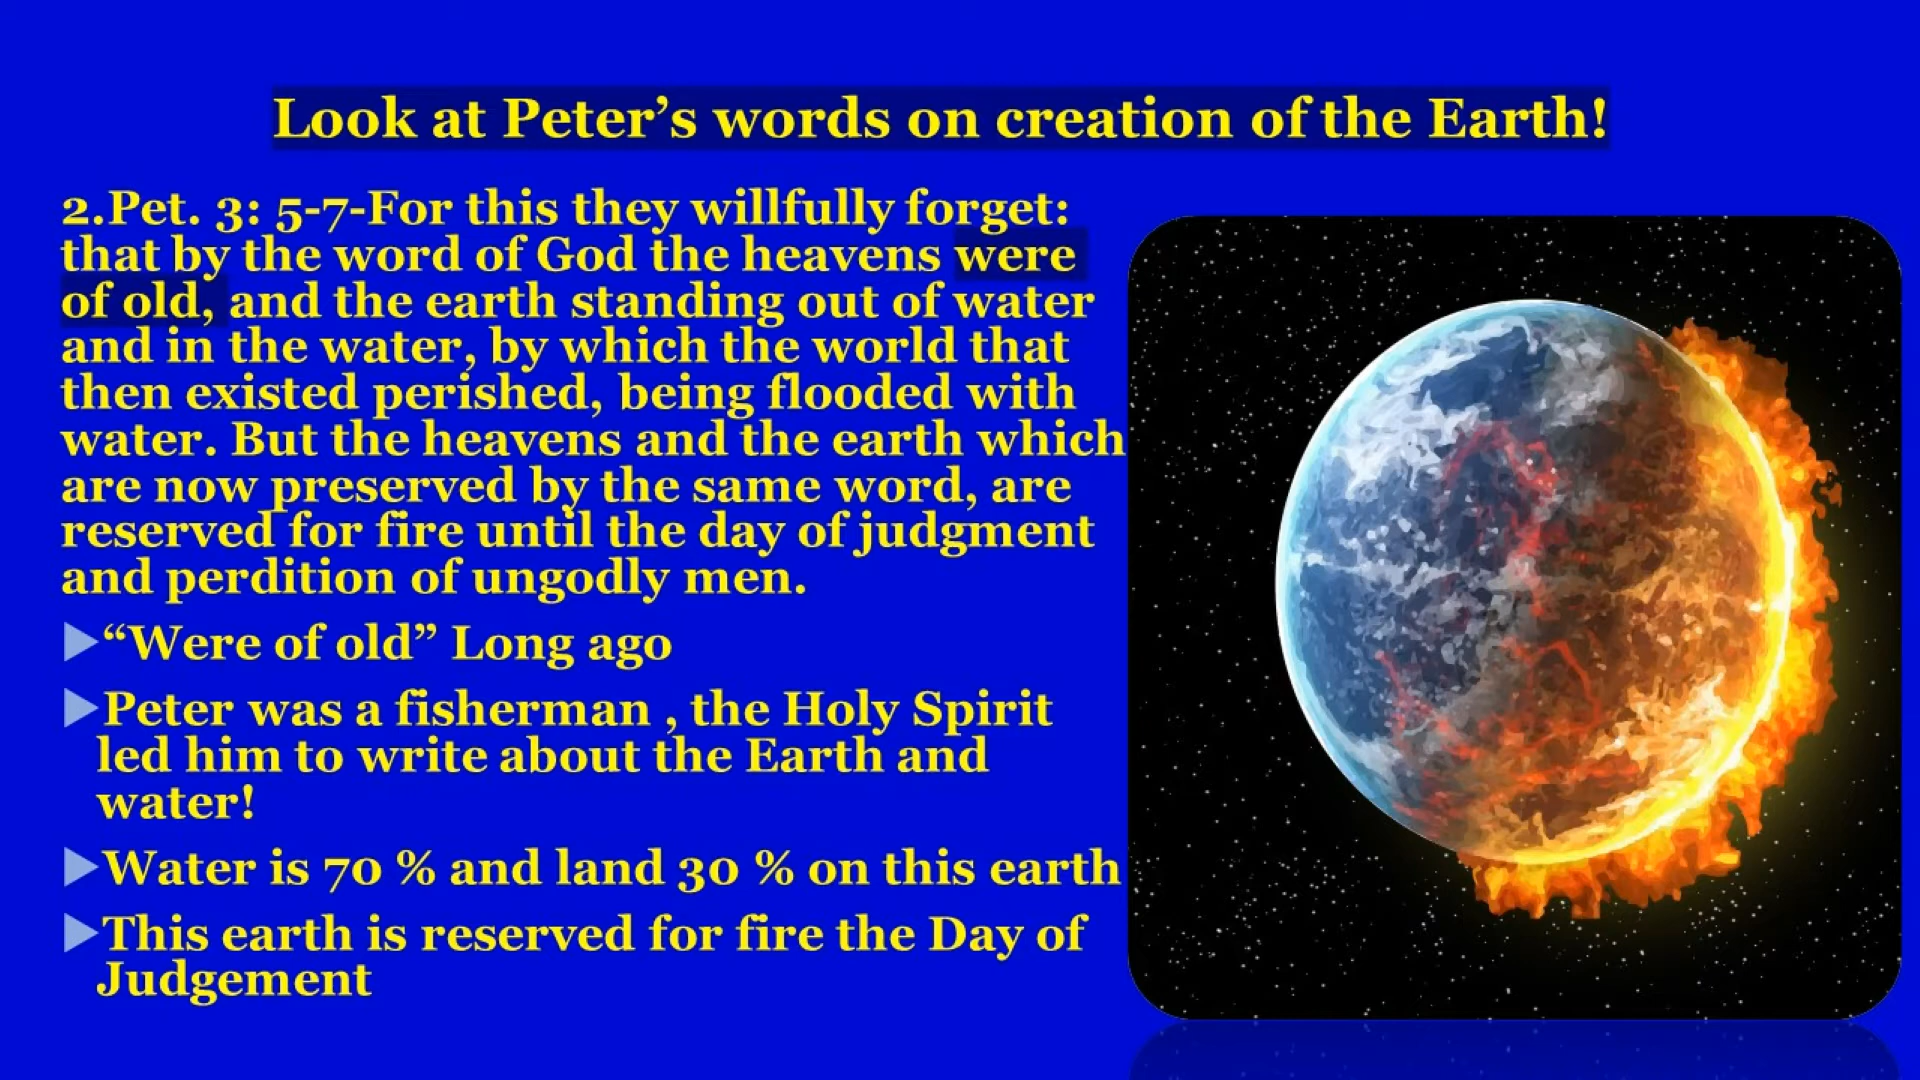 Look at Peter’s words on creation of the Earth!
2.Pet. 3: 5-7-For this they willfully forget:
that by the word of God the heavens were
of old, and the earth standing out of water
and in the water, by which the world that
then existed perished, being flooded with
water. But the heavens and the earth which
are now preserved by the same word, are
reserved for fire until the day of judgment
and perdition of ungodly men.
“Were of old” Long ago
Peter was a fisherman , the Holy Spirit
led him to write about the Earth and
water!
Water is 70 % and land 30 % on this earth
This earth is reserved for fire the Day of
Judgement